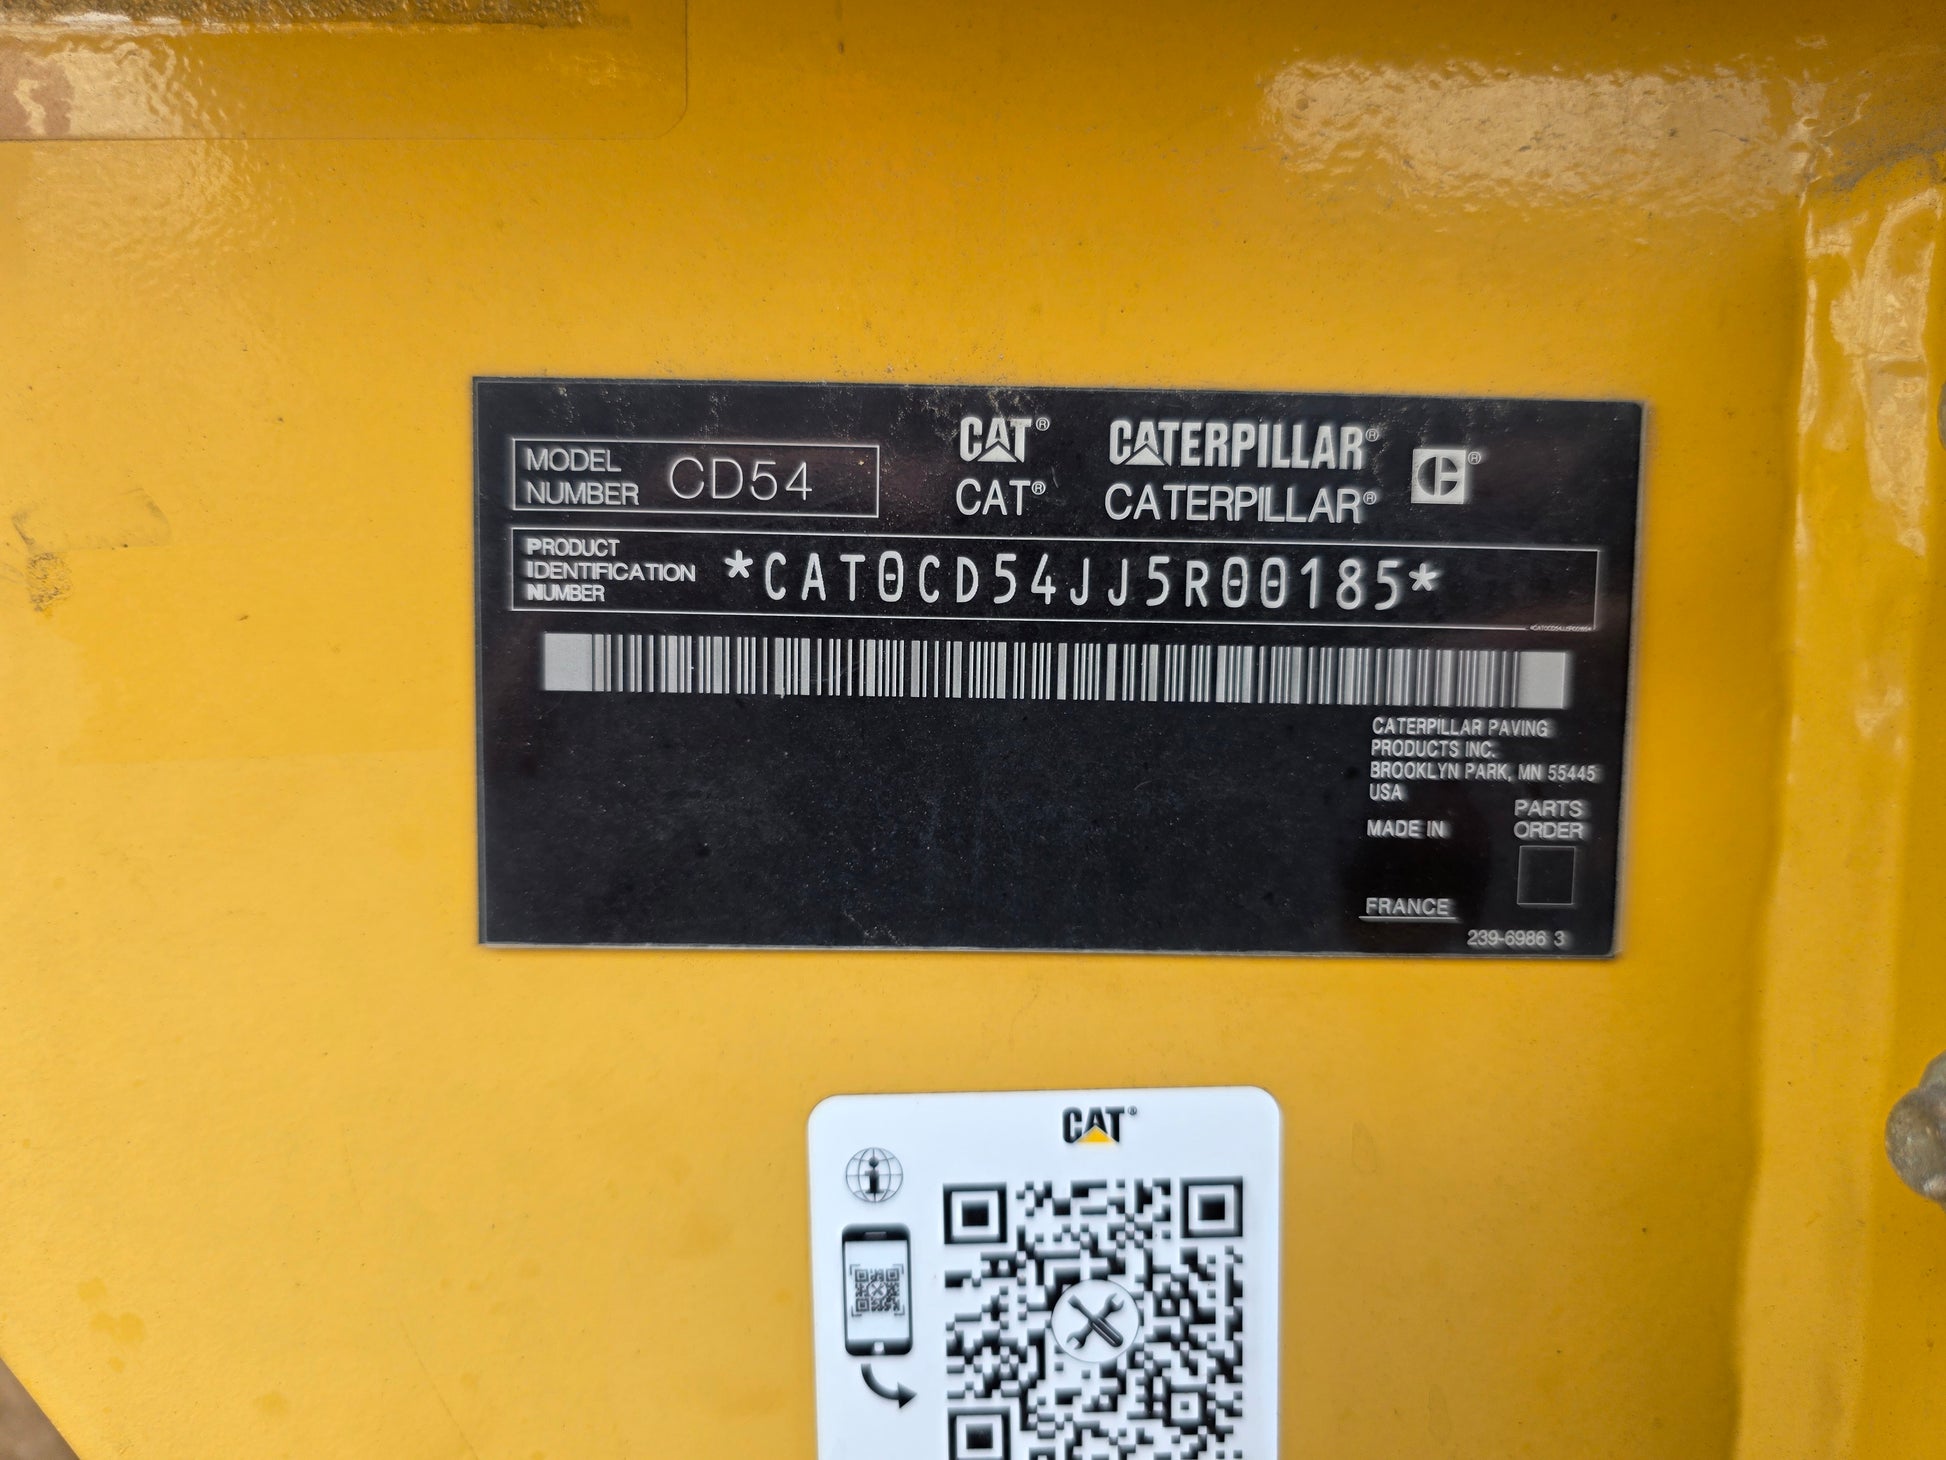 MODEL NUMBER CD54
CAT® CATERPILLAR® C®
CAT® CATERPILLAR®
PRODUCT
IDENTIFICATION
NUMBER
*CAT0CD54JJ5R00185*
*CAT0CD54JJ5R00185*
CATERPILLAR PAVING
PRODUCTS INC.
BROOKLYN PARK, MN 55445
USA
MADE IN
FRANCE
PARTS
ORDER
239-6986 3
CAT®
i